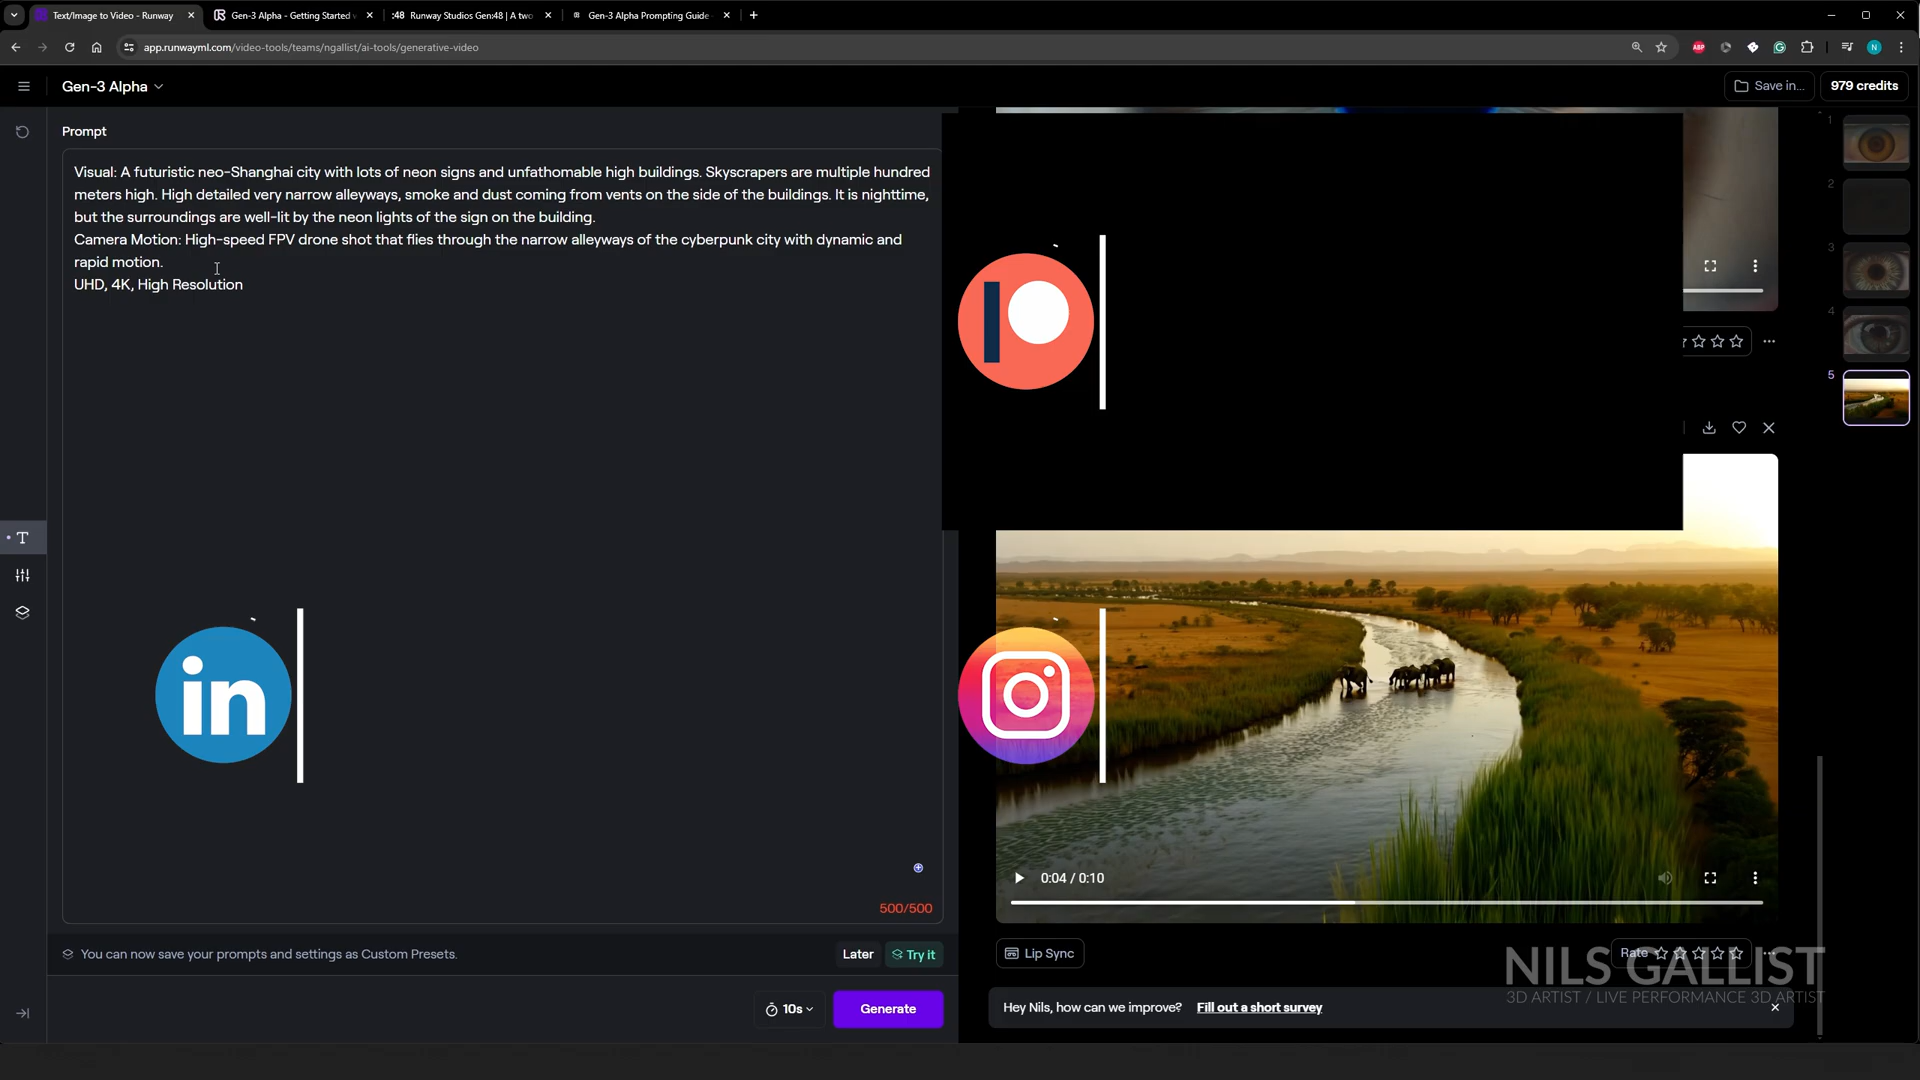 Text/Image to Video - Runway
Gen-3 Alpha - Getting Started
:48 Runway Studios Gen:48 | A two
Gen-3 Alpha Prompting Guide
app.runwayml.com/video-tools/teams/ngallist/ai-tools/generative-video
ABP
N
Gen-3 Alpha
Save in...
979 credits
Prompt
Visual: A futuristic neo-Shanghai city with lots of neon signs and unfathomable high buildings. Skyscrapers are multiple hundred
meters high. High detailed very narrow alleyways, smoke and dust coming from vents on the side of the buildings. It is nighttime,
but the surroundings are well-lit by the neon lights of the sign on the building.
Camera Motion: High-speed FPV drone shot that flies through the narrow alleyways of the cyberpunk city with dynamic and
rapid motion.
UHD, 4K, High Resolution
1
2
3
4
5
in
0:04 / 0:10
500/500
You can now save your prompts and settings as Custom Presets.
Later
Try it
Lip Sync
Rate
NILS GALLIST
3D ARTIST / LIVE PERFORMANCE 3D ARTIST
10s
Generate
Hey Nils, how can we improve?
Fill out a short survey